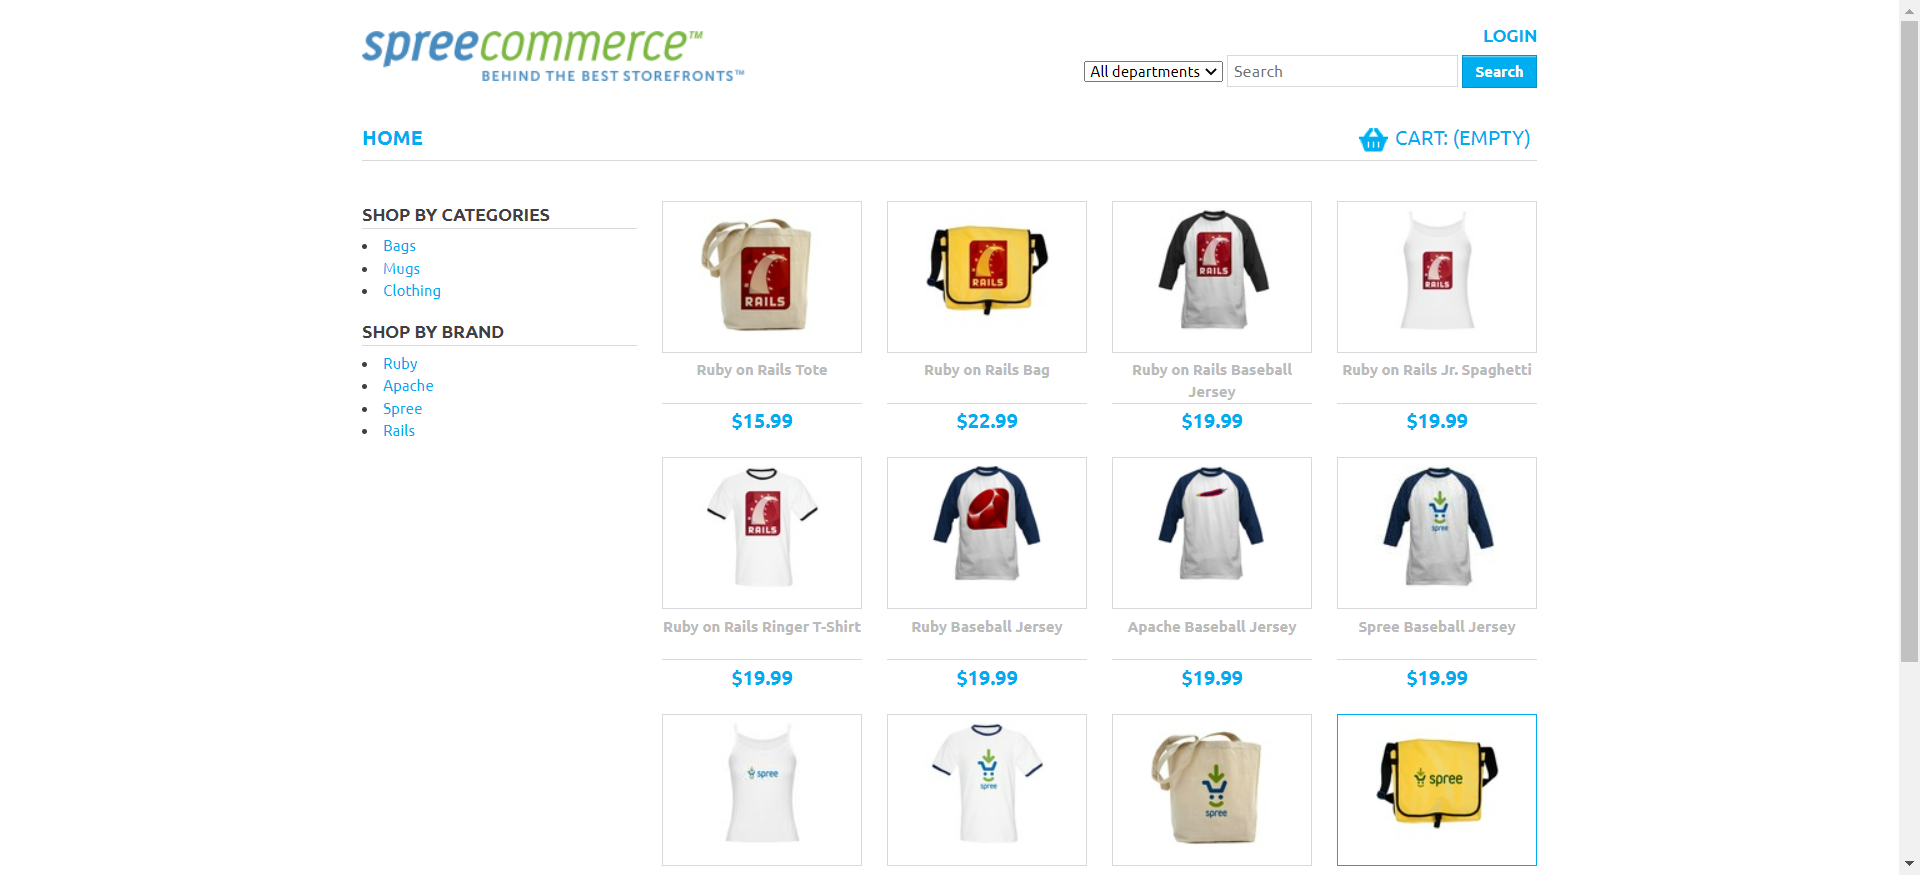 spreecommerce™
BEHIND THE BEST STOREFRONTS™
LOGIN
All departments
Search
Search
HOME
CART: (EMPTY)
SHOP BY CATEGORIES
Bags
Mugs
Clothing
SHOP BY BRAND
Ruby
Apache
Spree
Rails
RAILS
RAILS
RAILS
RAILS
Ruby on Rails Tote
Ruby on Rails Bag
Ruby on Rails Baseball
Jersey
Ruby on Rails Jr. Spaghetti
$15.99
$22.99
$19.99
$19.99
RAILS
spree
Ruby on Rails Ringer T-Shirt
Ruby Baseball Jersey
Apache Baseball Jersey
Spree Baseball Jersey
$19.99
$19.99
$19.99
$19.99
spree
spree
spree
spree